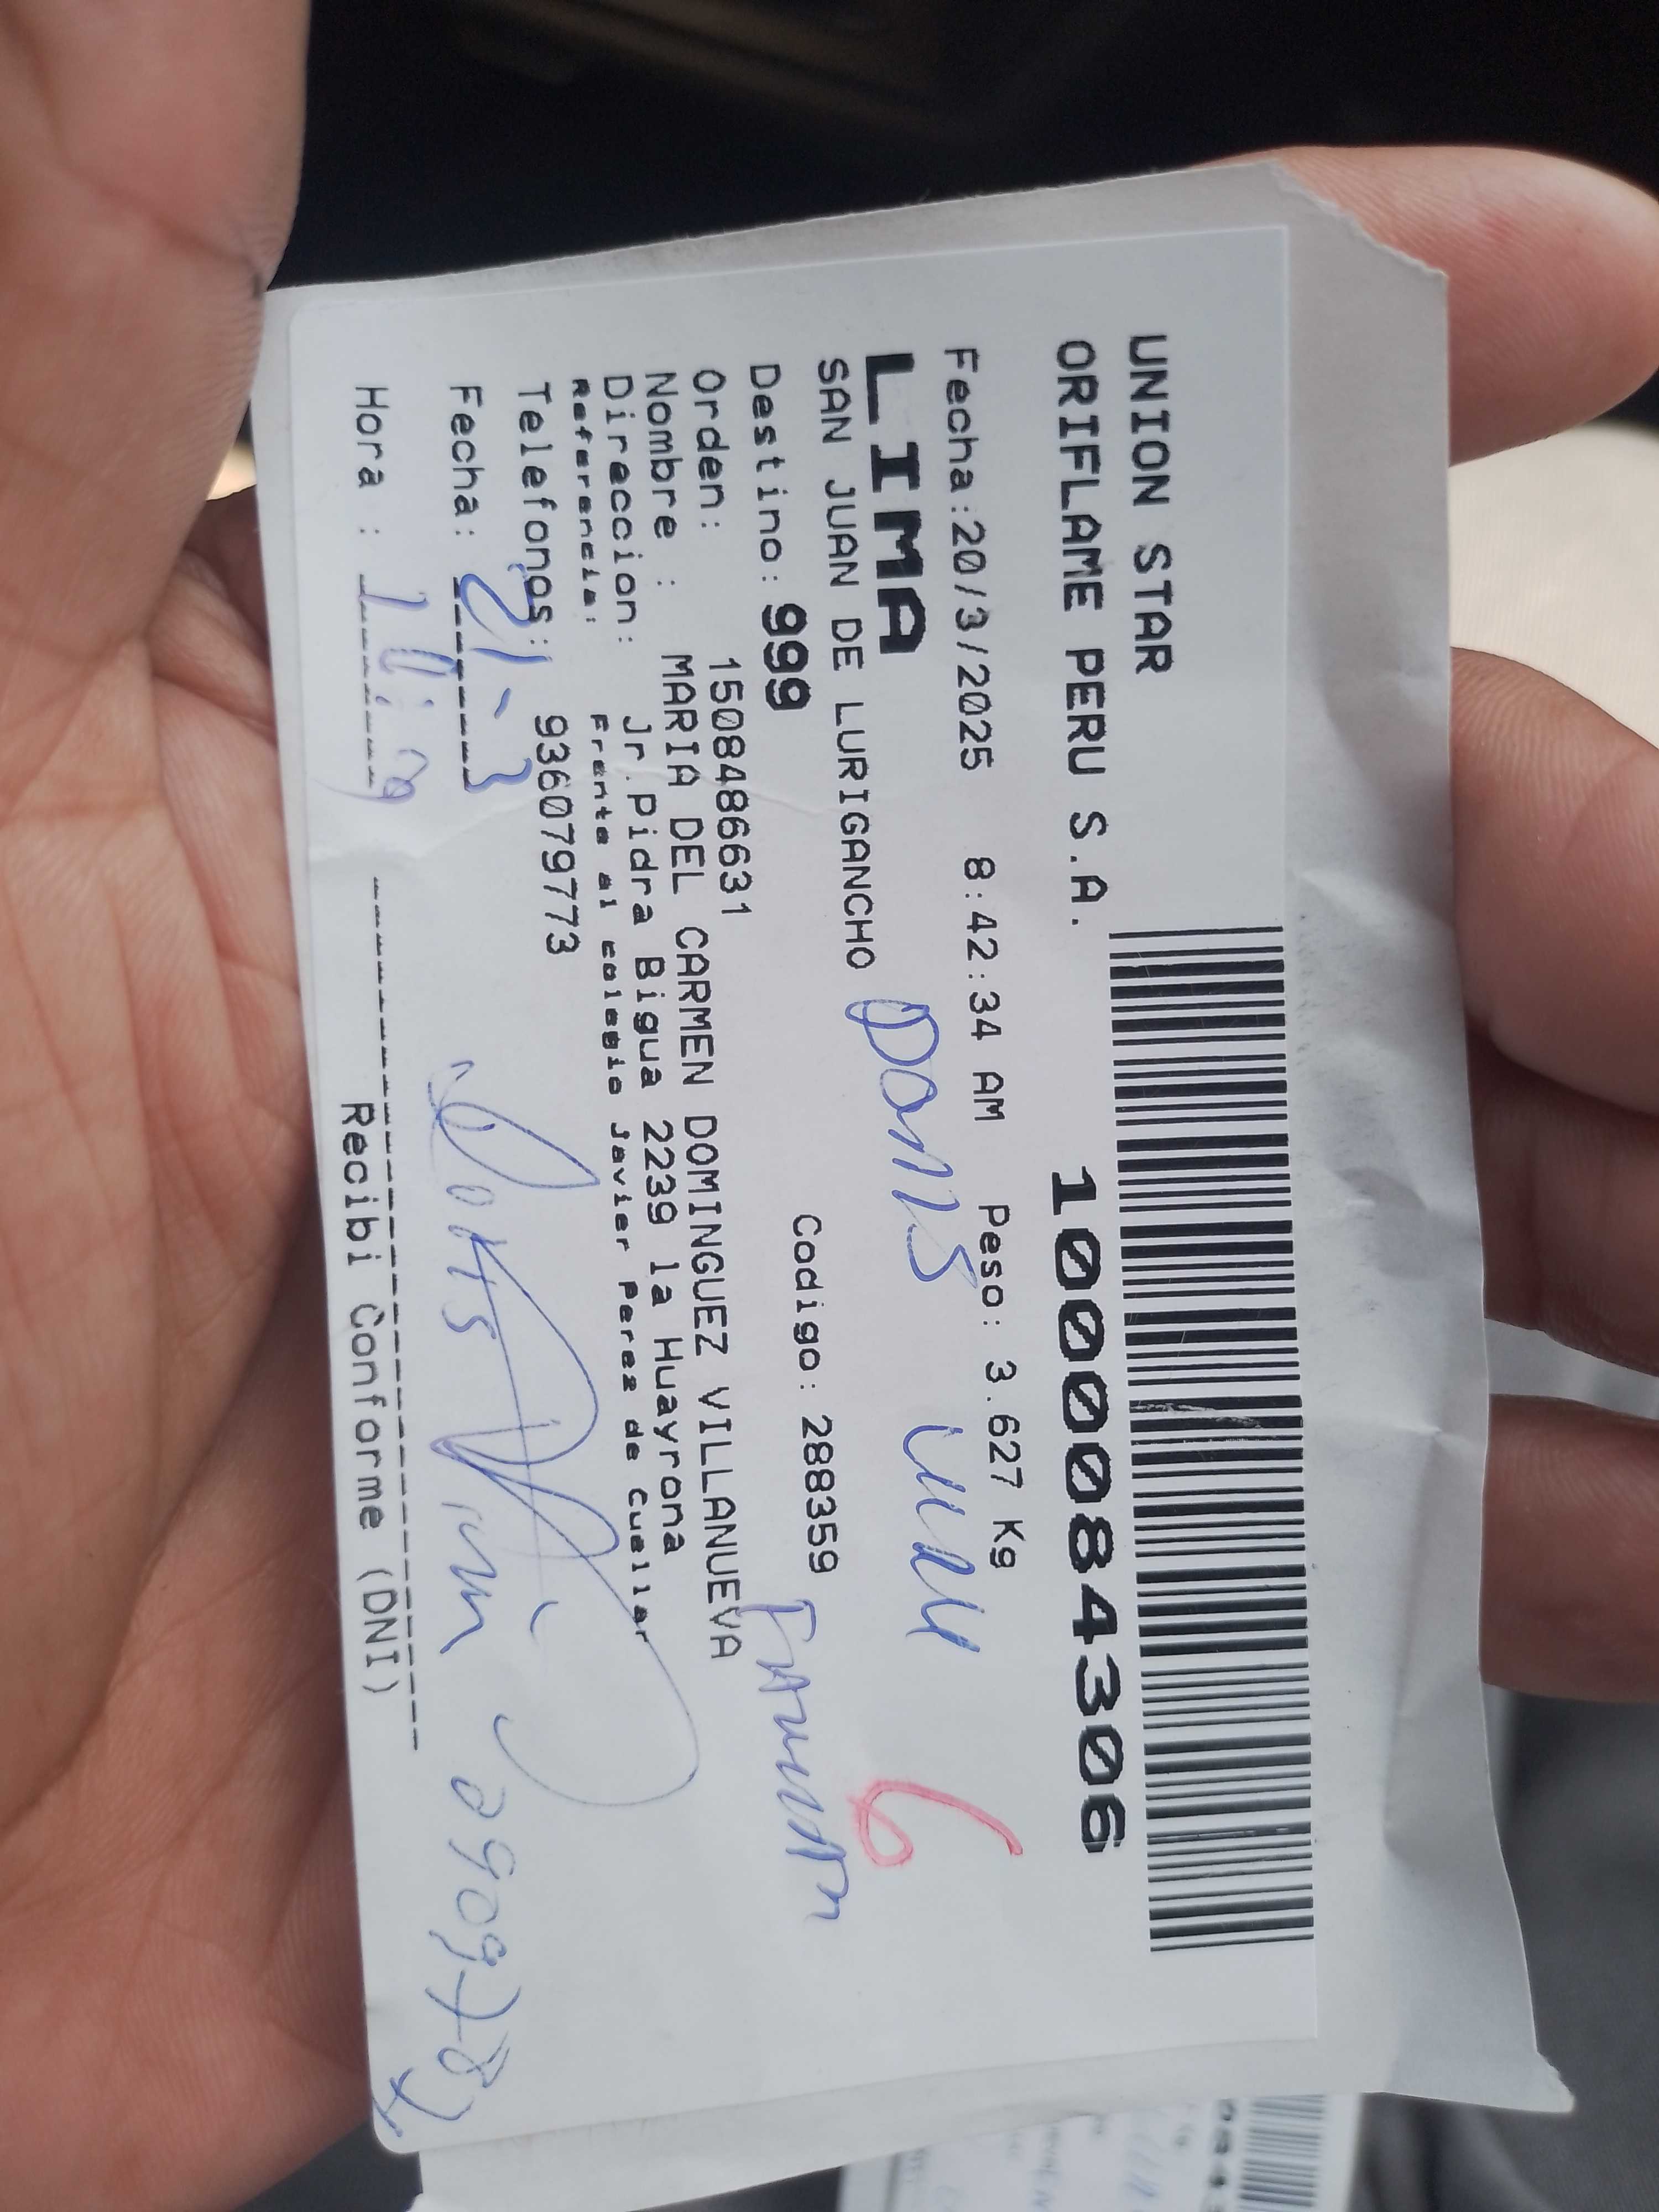 UNION STAR
ORIFLAME PERU S.A.
1000084306
Fecha:20/3/2025 8:42:34 AM Peso: 3.627 Kg
LIMA
SAN JUAN DE LURIGANCHO
6
Destino: 999 Codigo: 288359
Orden: 1508486631
Nombre : MARIA DEL CARMEN DOMINGUEZ VILLANUEVA
Direccion: Jr.Pidra Bigua 2239 la Huayrona
Referencia: Frente al colegio Javier Perez de Cuellar
Telefonos: 936079773
Fecha: 21-3
Hora :
Recibi Conforme (DNI)